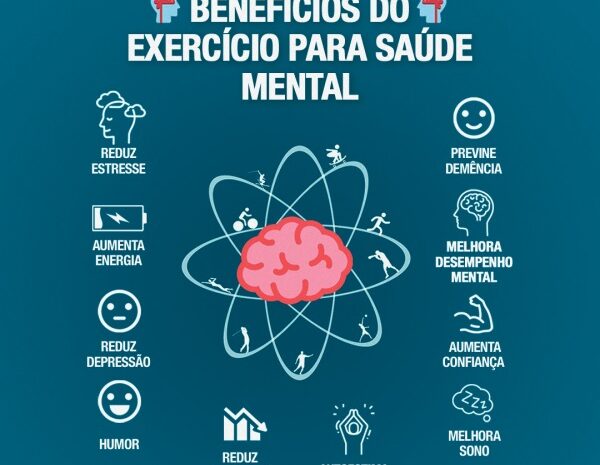 BENEFÍCIOS DO
EXERCÍCIO PARA SAÚDE
MENTAL
REDUZ
ESTRESSE
AUMENTA
ENERGIA
REDUZ
DEPRESSÃO
HUMOR
REDUZ
PREVINE
DEMÊNCIA
MELHORA
DESEMPENHO
MENTAL
AUMENTA
CONFIANÇA
ZZZ
MELHORA
SONO